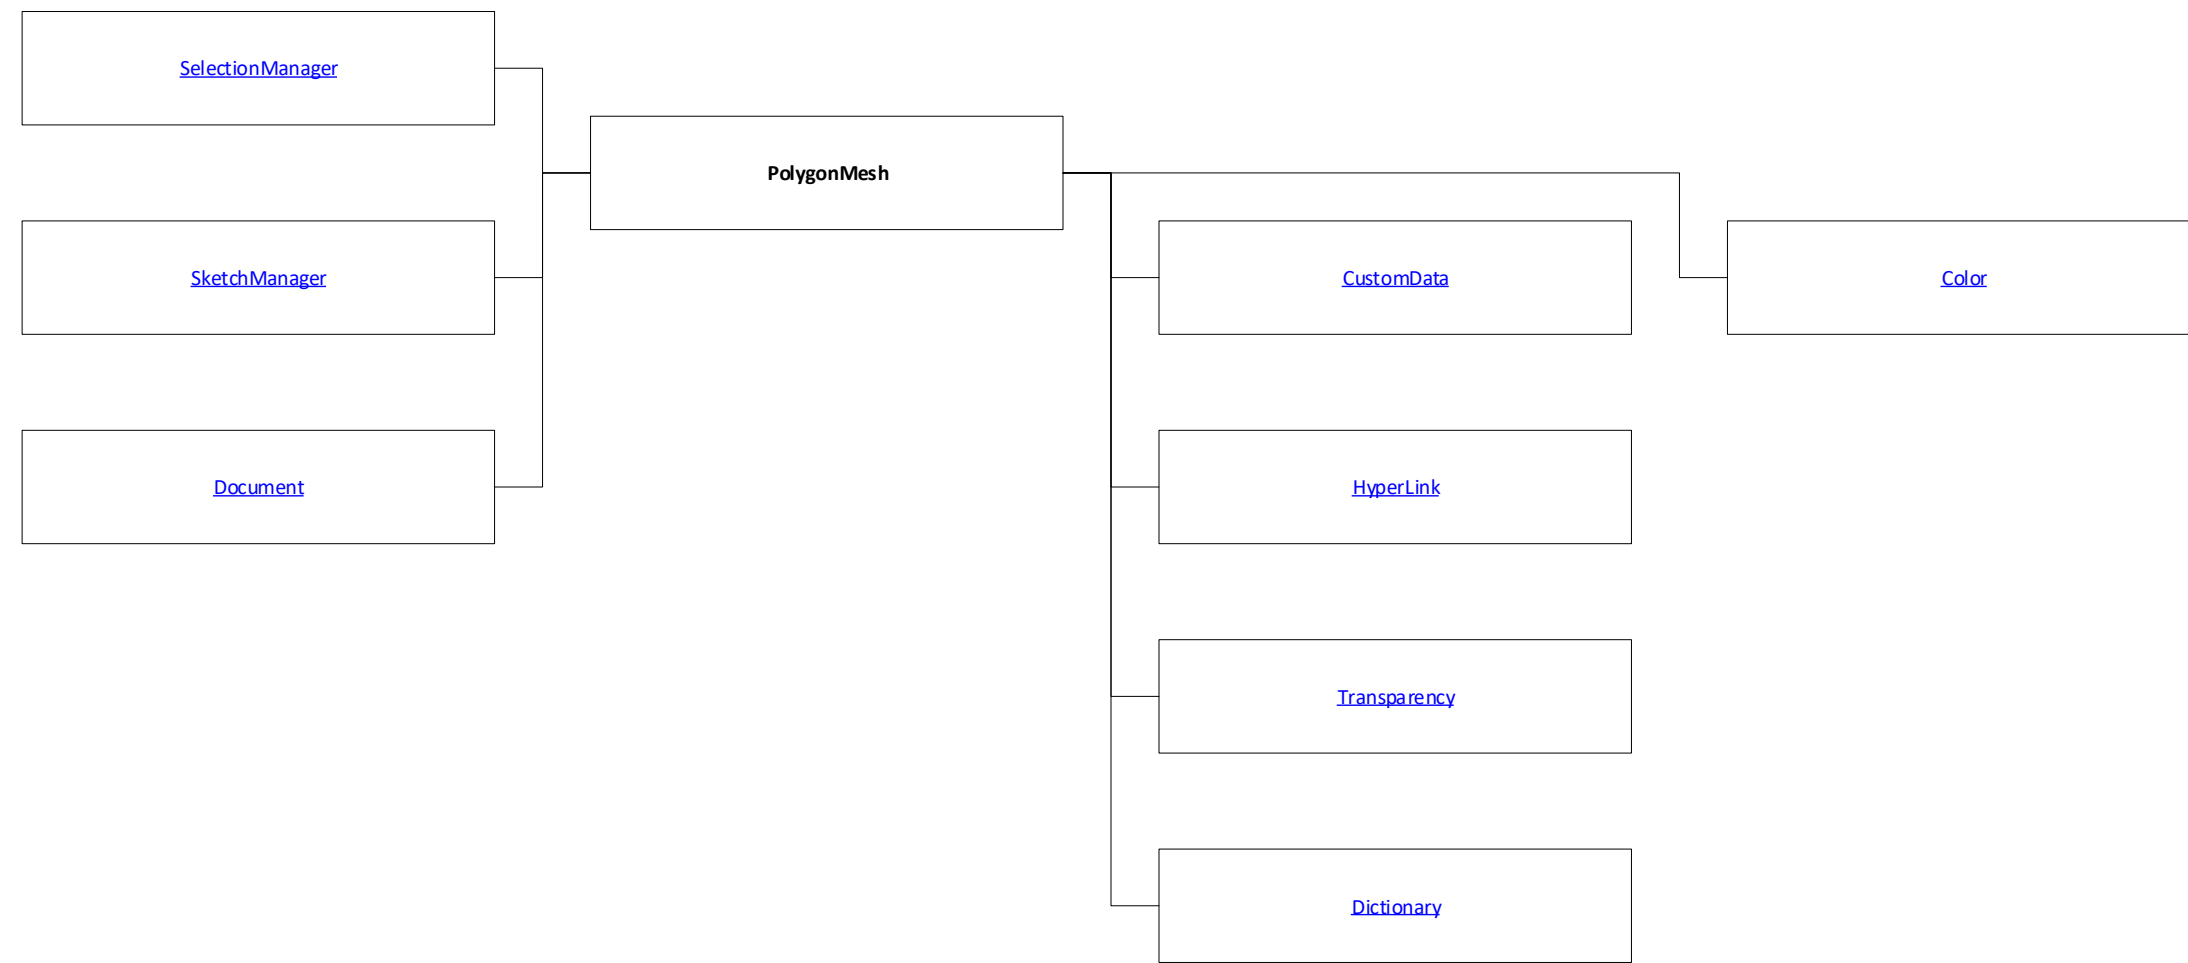 SelectionManager
PolygonMesh
SketchManager
CustomData
Color
Document
HyperLink
Transparency
Dictionary